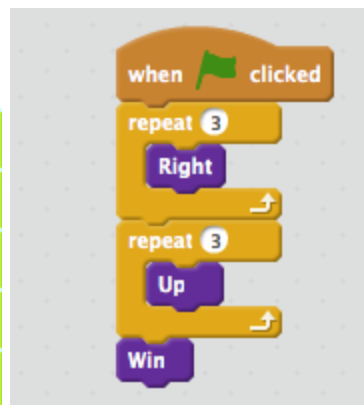 when clicked
repeat 3
Right
repeat 3
Up
Win